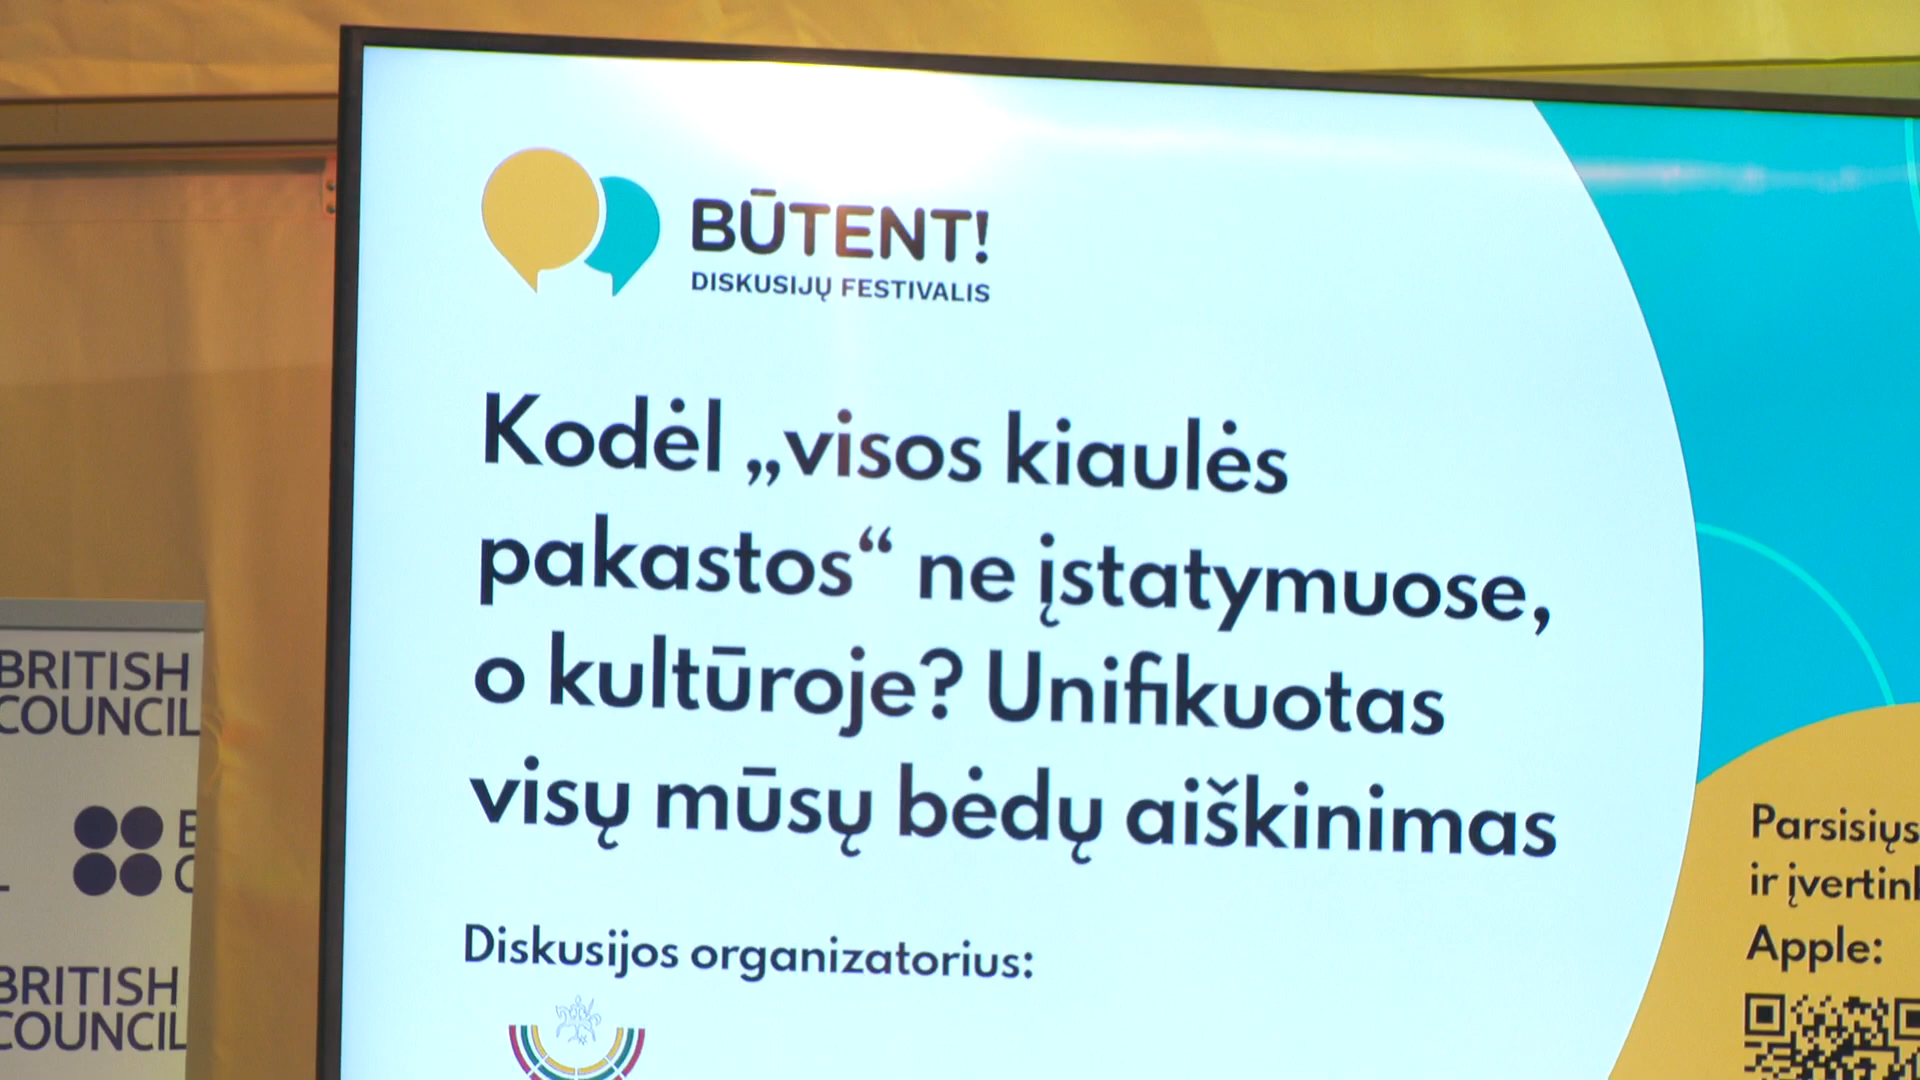 BŪTENT!
DISKUSIJŲ FESTIVALIS
Kodėl „visos kiaulės
pakastos“ ne įstatymuose,
o kultūroje? Unifikuotas
visų mūsų bėdų aiškinimas
Diskusijos organizatorius:
Apple:
ir
BRITISH
COUNCIL
BRITISH
COUNCIL